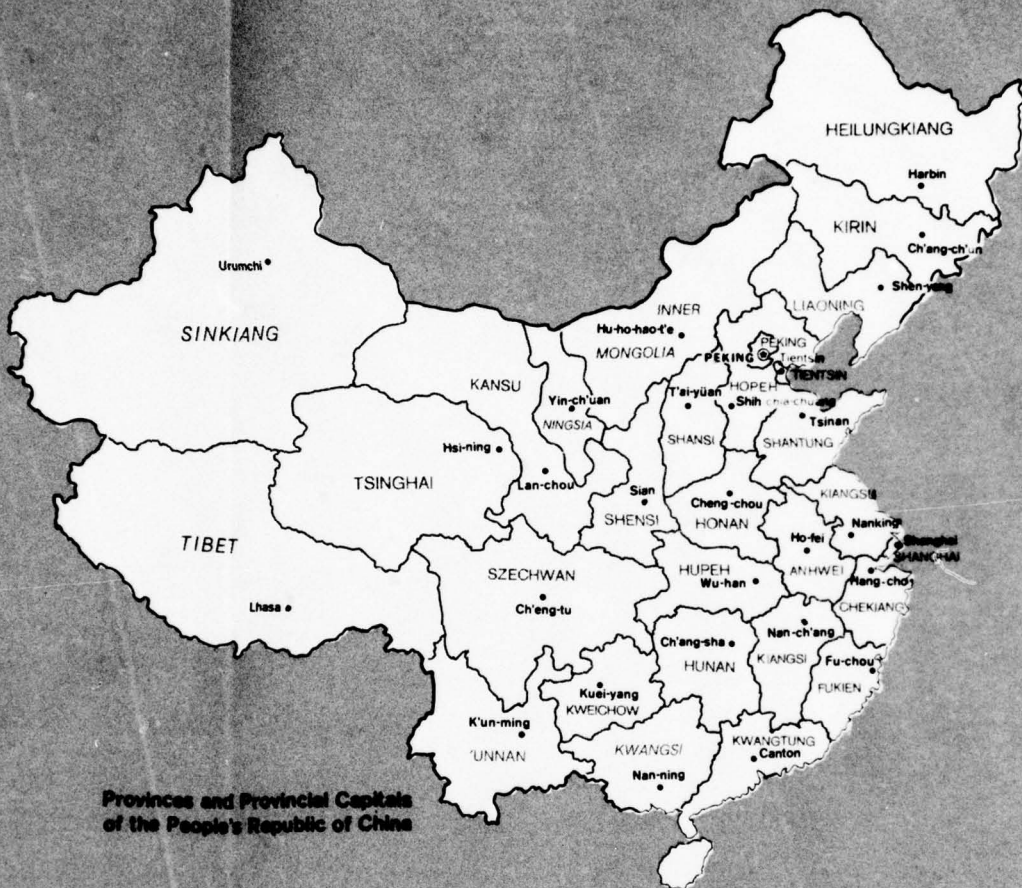 HEILUNGKIANG
Harbin
KIRIN
Ch'ang-ch'un
Urumchi
Shen-yang
LIAONING
INNER
SINKIANG
Hu-ho-hao-t'e
MONGOLIA
PEKING
PEKING
Tientsin
TIENTSIN
KANSU
HOPEH
T'ai-yüan
Yin-ch'uan
Shih chia-chuang
NINGSIA
Tsinan
SHANSI
SHANTUNG
Hsi-ning
TSINGHAI
Lan-chou
Sian
Cheng-chou
KIANGSU
SHENSI
HONAN
Nanking
TIBET
Ho-fei
Shanghai
SHANGHAI
SZECHWAN
HUPEH
ANHWEI
Wu-han
Hang-chou
Lhasa
Ch'eng-tu
CHEKIANG
Nan-ch'ang
Ch'ang-sha
HUNAN
KIANGSI
Fu-chou
FUKIEN
Kuei-yang
KWEICHOW
K'un-ming
'UNNAN
KWANGSI
KWANGTUNG
Canton
Nan-ning
Provinces and Provincial Capitals
of the People's Republic of China